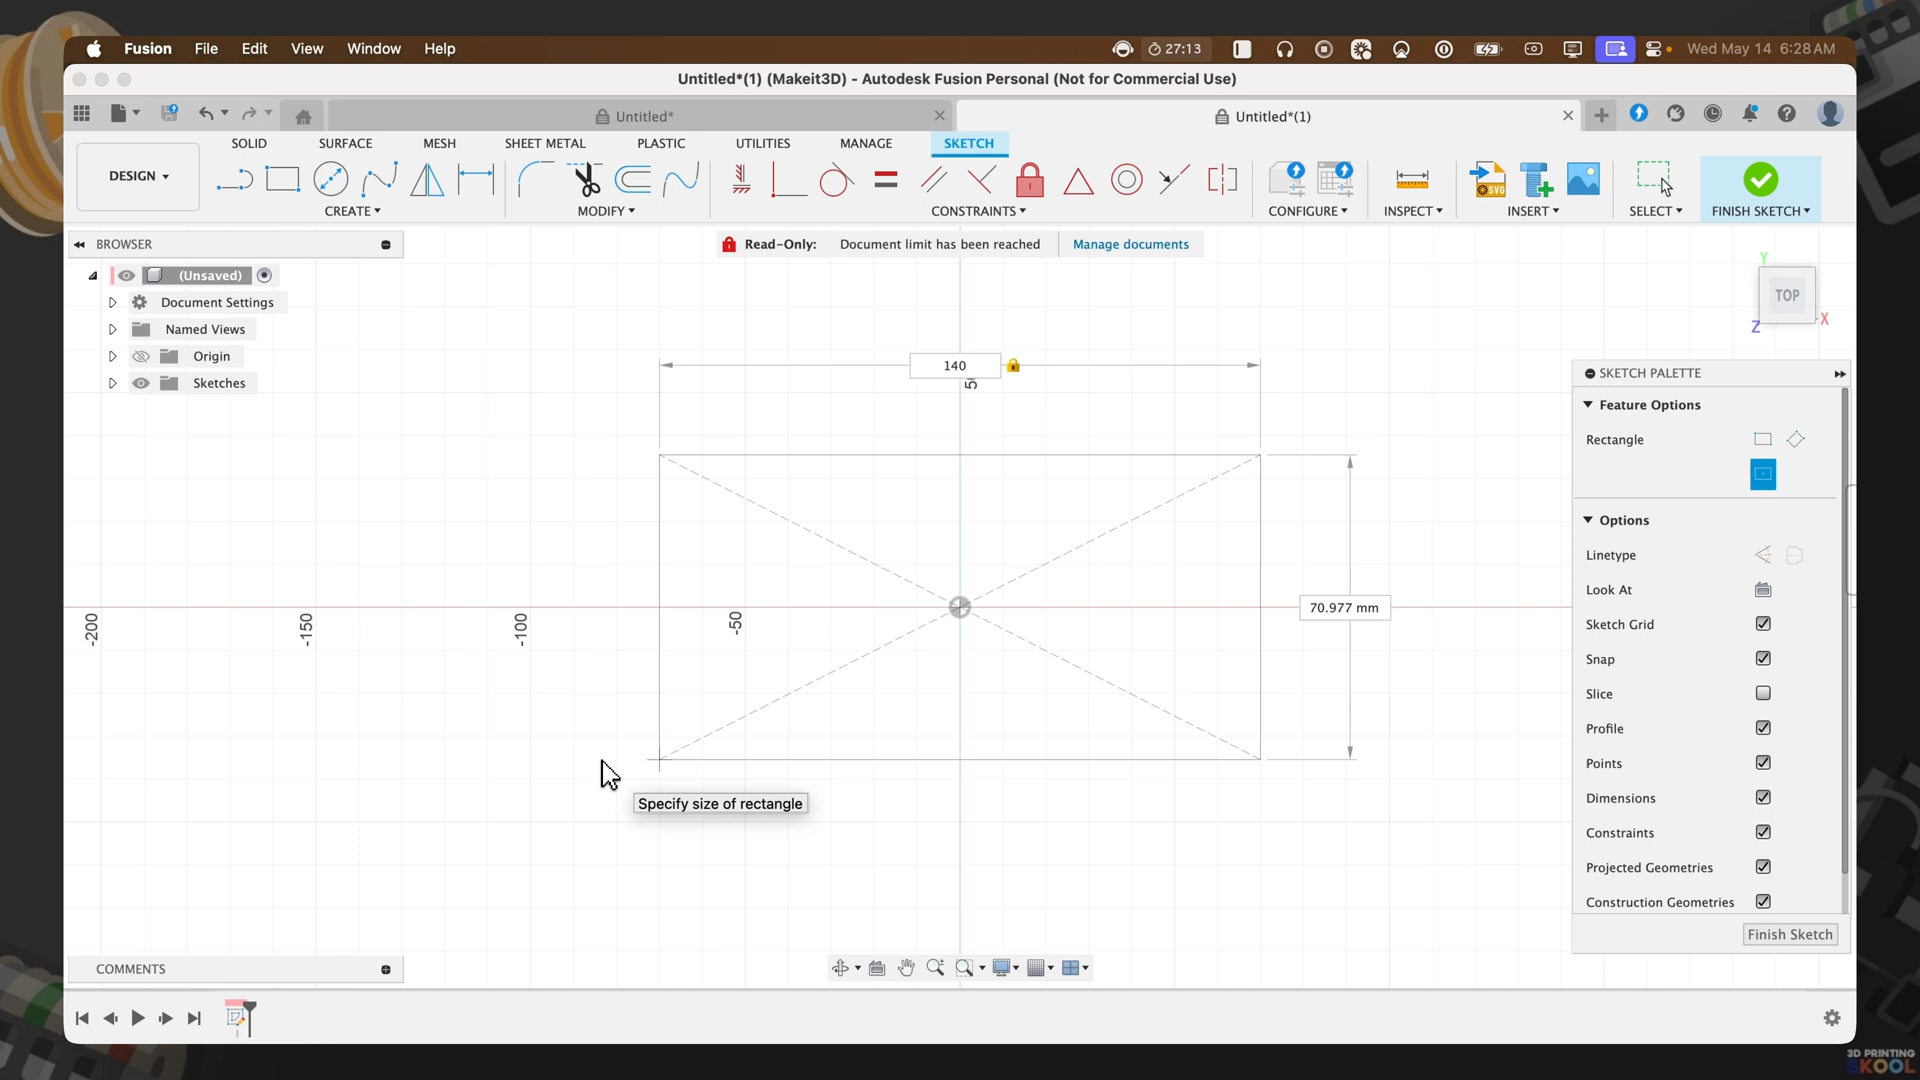 Fusion File Edit View Window Help 27:13 Wed May 14 6:28 AM
Untitled*(1) (Makeit3D) - Autodesk Fusion Personal (Not for Commercial Use)
Untitled* Untitled*(1)
SOLID SURFACE MESH SHEET METAL PLASTIC UTILITIES MANAGE SKETCH
DESIGN
SVG
CREATE MODIFY CONSTRAINTS CONFIGURE INSPECT INSERT SELECT FINISH SKETCH
BROWSER
Read-Only: Document limit has been reached Manage documents
(Unsaved)
Document Settings
Named Views
Origin
Sketches
Y
TOP
Z X
140
50
70.977 mm
-200 -150 -100 -50
Specify size of rectangle
SKETCH PALETTE
Feature Options
Rectangle
Options
Linetype
Look At
Sketch Grid
Snap
Slice
Profile
Points
Dimensions
Constraints
Projected Geometries
Construction Geometries
Finish Sketch
COMMENTS
3D PRINTING
SKOOL